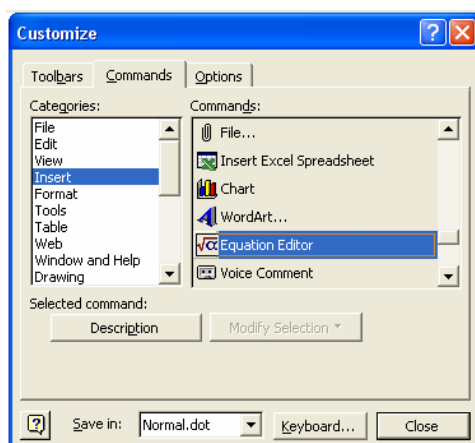 Customize
Toolbars Commands Options
Categories: Commands:
File
Edit
View
Insert
Format
Tools
Table
Web
Window and Help
Drawing
File...
Insert Excel Spreadsheet
Chart
WordArt...
√α Equation Editor
Voice Comment
Selected command:
Description Modify Selection
Save in: Normal.dot Keyboard... Close